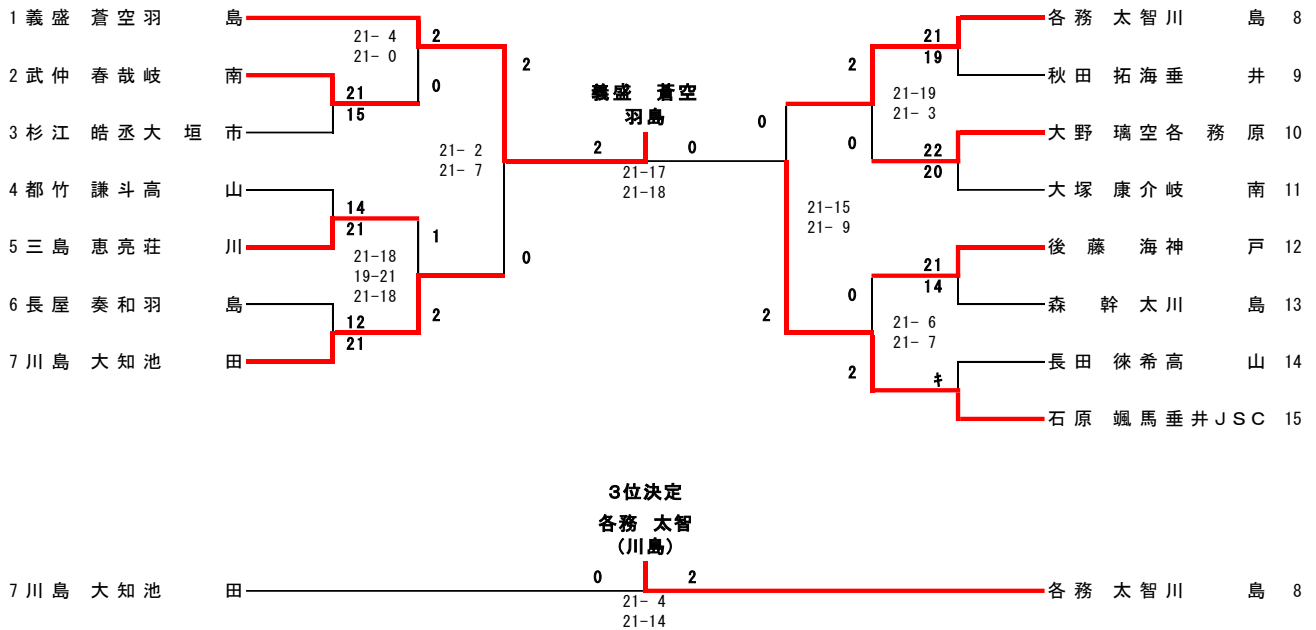 1 義盛 蒼空 羽島
2 武仲 春哉 岐南
3 杉江 皓丞 大垣市
4 都竹 謙斗 高山
5 三島 恵亮 荘川
6 長屋 奏和 羽島
7 川島 大知 池田
21- 4
21- 0
2
0
21
15
14
21
21-18
19-21
21-18
1
2
12
21
2
21- 2
21- 7
0
義盛 蒼空
羽島
2 0
21-17
21-18
各務 太智 川島 8
秋田 拓海 垂井 9
大野 璃空 各務原 10
大塚 康介 岐南 11
後藤 海 神戸 12
森 幹太 川島 13
長田 徠希 高山 14
石原 颯馬 垂井JSC 15
21
19
2
21-19
21- 3
0
22
20
0
21-15
21- 9
2
21
14
0
21- 6
21- 7
2
キ
3位決定
各務 太智
(川島)
7 川島 大知 池田
0 2
21- 4
21-14
各務 太智 川島 8